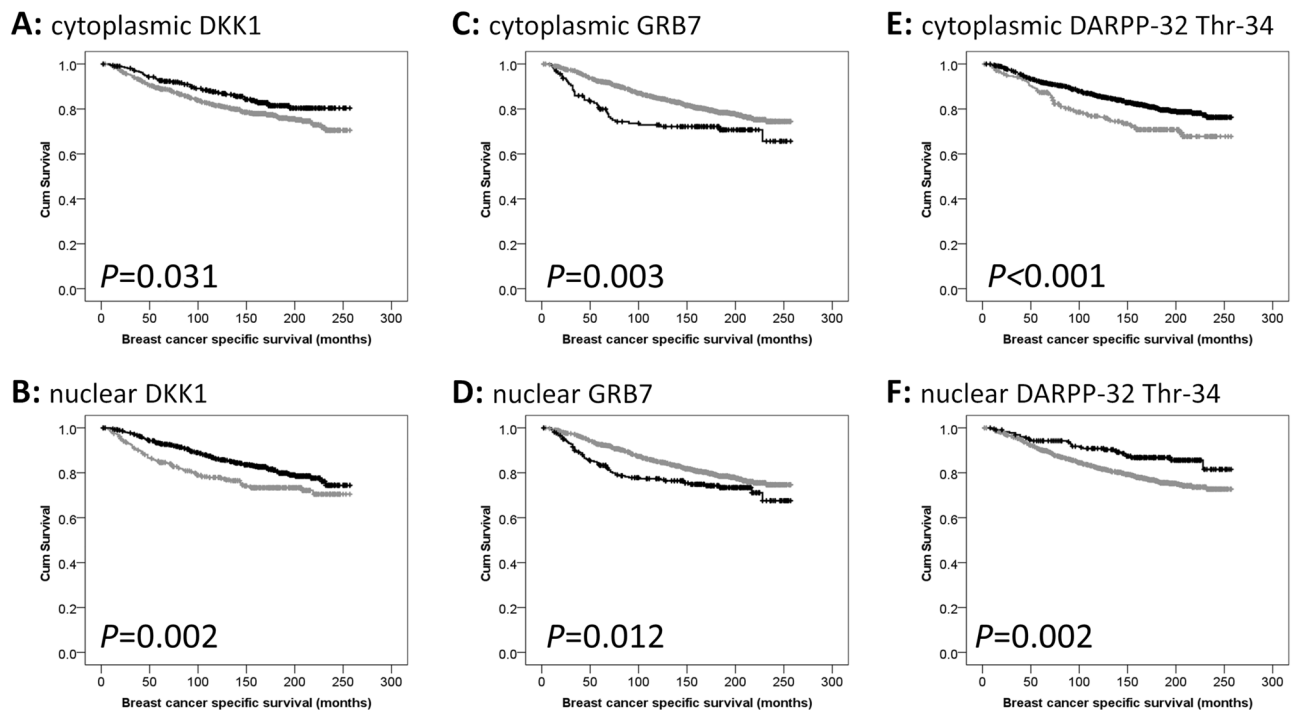 A: cytoplasmic DKK1
1.0
0.8
0.6
0.4
0.2
0.0
Cum Survival
P=0.031
0 50 100 150 200 250 300
Breast cancer specific survival (months)
B: nuclear DKK1
1.0
0.8
0.6
0.4
0.2
0.0
Cum Survival
P=0.002
0 50 100 150 200 250 300
Breast cancer specific survival (months)
C: cytoplasmic GRB7
1.0
0.8
0.6
0.4
0.2
0.0
Cum Survival
P=0.003
0 50 100 150 200 250 300
Breast cancer specific survival (months)
D: nuclear GRB7
1.0
0.8
0.6
0.4
0.2
0.0
Cum Survival
P=0.012
0 50 100 150 200 250 300
Breast cancer specific survival (months)
E: cytoplasmic DARPP-32 Thr-34
1.0
0.8
0.6
0.4
0.2
0.0
Cum Survival
P<0.001
0 50 100 150 200 250 300
Breast cancer specific survival (months)
F: nuclear DARPP-32 Thr-34
1.0
0.8
0.6
0.4
0.2
0.0
Cum Survival
P=0.002
0 50 100 150 200 250 300
Breast cancer specific survival (months)